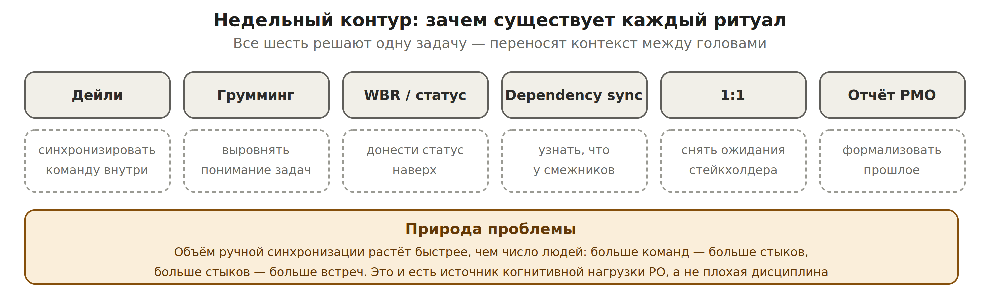 Недельный контур: зачем существует каждый ритуал
Все шесть решают одну задачу — переносят контекст между головами
Дейли
Грумминг
WBR / статус
Dependency sync
1:1
Отчёт PMO
синхронизировать
команду внутри
выровнять
понимание задач
донести статус
наверх
узнать, что
у смежников
снять ожидания
стейкхолдера
формализовать
прошлое
Природа проблемы
Объём ручной синхронизации растёт быстрее, чем число людей: больше команд — больше стыков,
больше стыков — больше встреч. Это и есть источник когнитивной нагрузки PO, а не плохая дисциплина